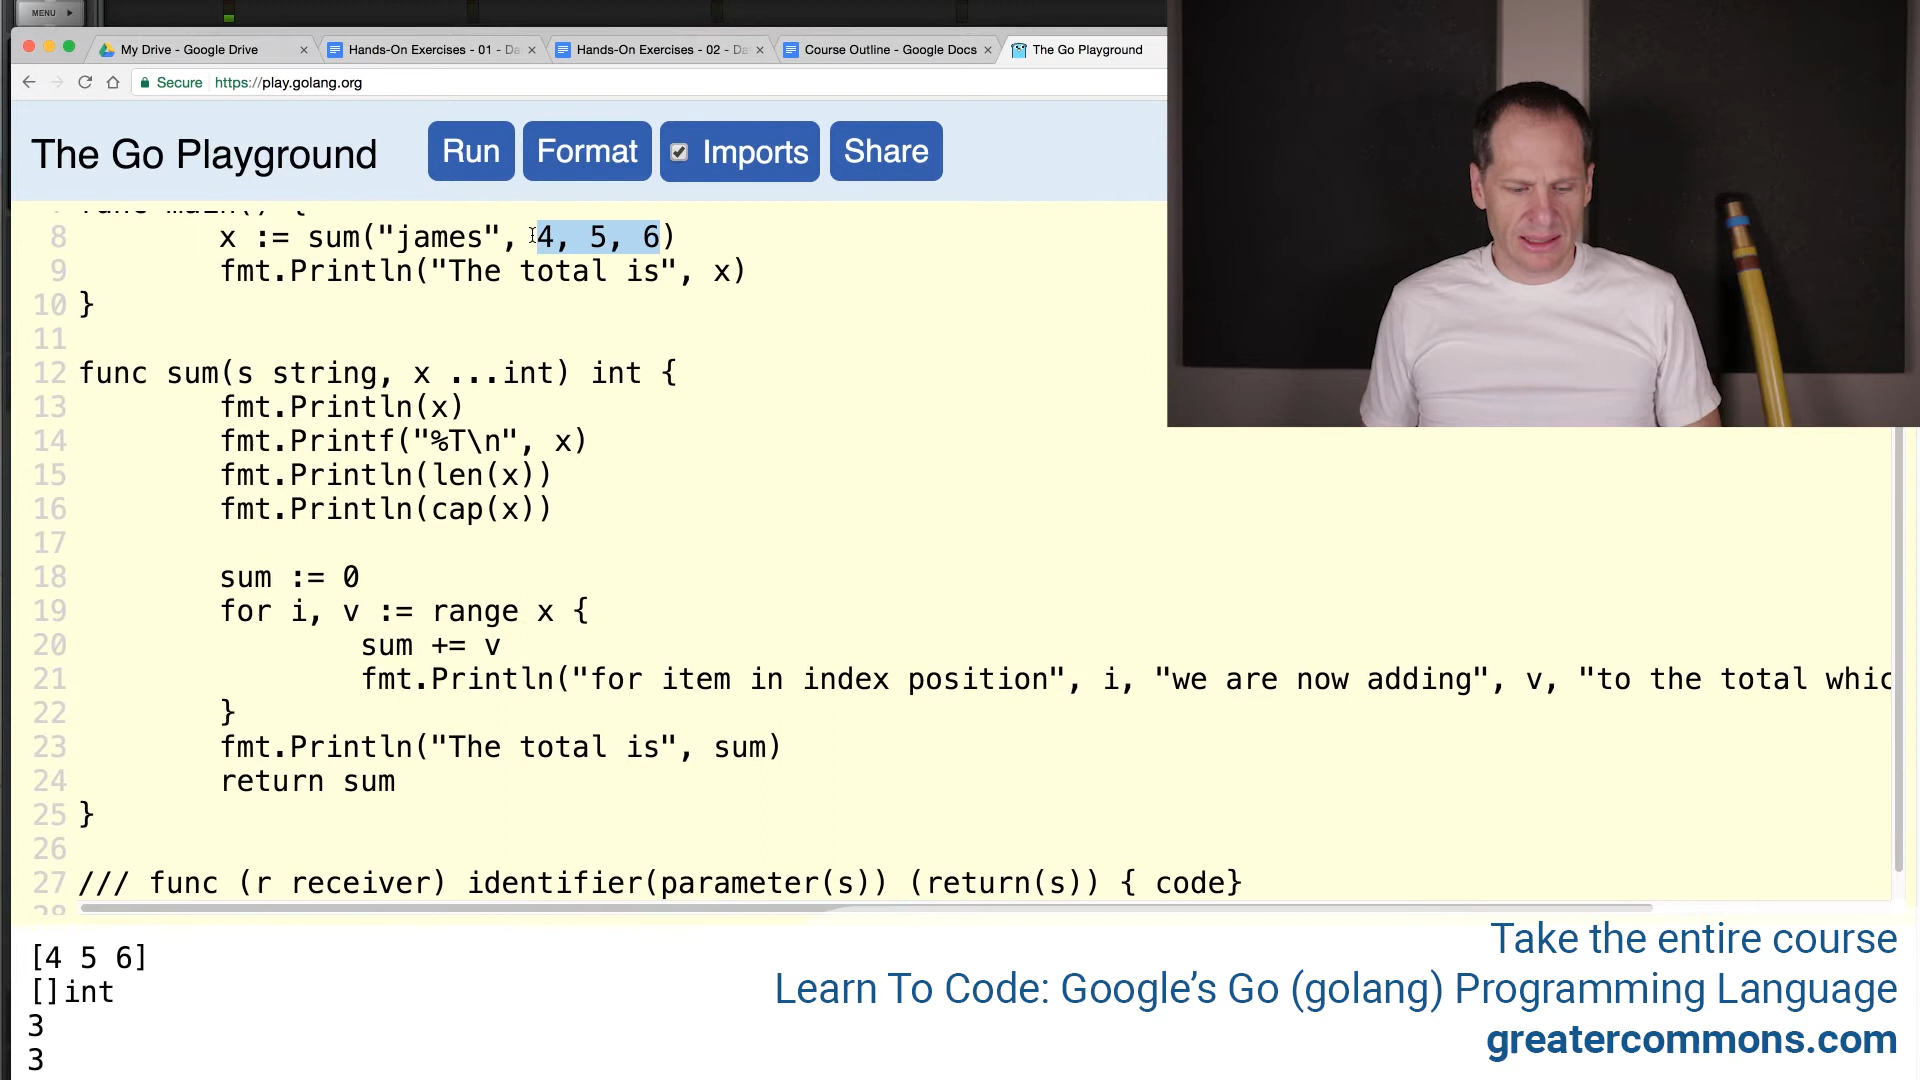 MENU
My Drive - Google Drive
Hands-On Exercises - 01 - Da
Hands-On Exercises - 02 - Da
Course Outline - Google Docs
The Go Playground
Secure https://play.golang.org
The Go Playground
Run
Format
Imports
Share
func main() {
8 x := sum("james", 4, 5, 6)
9 fmt.Println("The total is", x)
10 }
11
12 func sum(s string, x ...int) int {
13 fmt.Println(x)
14 fmt.Printf("%T\n", x)
15 fmt.Println(len(x))
16 fmt.Println(cap(x))
17
18 sum := 0
19 for i, v := range x {
20 sum += v
21 fmt.Println("for item in index position", i, "we are now adding", v, "to the total whic
22 }
23 fmt.Println("The total is", sum)
24 return sum
25 }
26
27 /// func (r receiver) identifier(parameter(s)) (return(s)) { code}
28
[4 5 6]
[]int
3
3
Take the entire course
Learn To Code: Google’s Go (golang) Programming Language
greatercommons.com